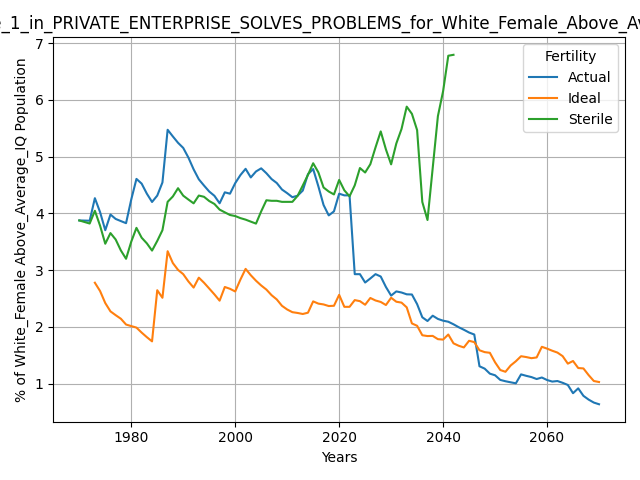 e_1_in_PRIVATE_ENTERPRISE_SOLVES_PROBLEMS_for_White_Female_Above_Av
% of White_Female Above_Average_IQ Population
7
6
5
4
3
2
1
Fertility
Actual
Ideal
Sterile
1980
2000
2020
2040
2060
Years